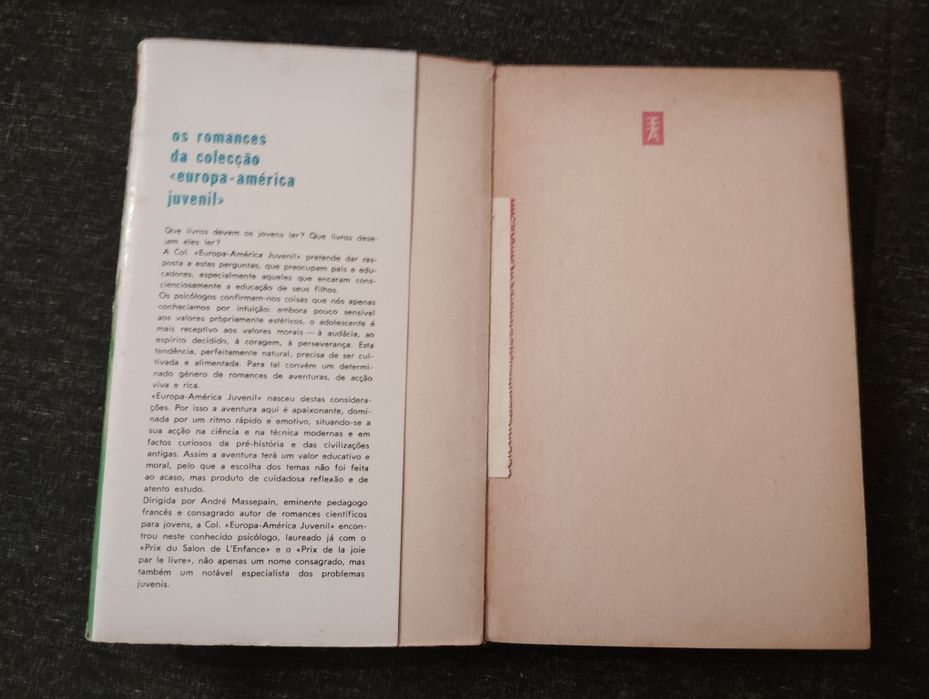 os romances
da colecção
«europa-américa
juvenil»
Que livros devam os jovens ler? Que livros dese-
jam eles ler?
A Col. «Europa-América Juvenil» pretende dar res-
posta a estas perguntas, que preocupam pais e edu-
cadores, especialmente aqueles que encaram cons-
cienciosamente a educação de seus filhos.
Os psicólogos confirmam-nos coisas que nós apenas
conhecíamos por intuição: embora pouco sensível
aos valores pròpriamente estéticos, o adolescente é
mais receptivo aos valores morais — à audácia, ao
espírito decidido, à coragem, à perseverança. Esta
tendência, perfeitamente natural, precisa de ser cul-
tivada e alimentada. Para tal convém um determi-
nado género de romances de aventuras, de acção
viva e rica.
«Europa-América Juvenil» nasceu destas considera-
ções. Por isso a aventura aqui é apaixonante, domi-
nada por um ritmo rápido e emotivo, situando-se a
sua acção na ciência e na técnica modernas e em
factos curiosos da pré-história e das civilizações
antigas. Assim a aventura terá um valor educativo e
moral, pelo que a escolha dos temas não foi feita
ao acaso, mas produto de cuidadosa reflexão e de
atento estudo.
Dirigida por André Massepain, eminente pedagogo
francês e consagrado autor de romances científicos
para jovens, a Col. «Europa-América Juvenil» encon-
trou neste conhecido psicólogo, laureado já com o
«Prix du Salon de L'Enfance» e o «Prix de la joie
par le livre», não apenas um nome consagrado, mas
também um notável especialista dos problemas
juvenis.